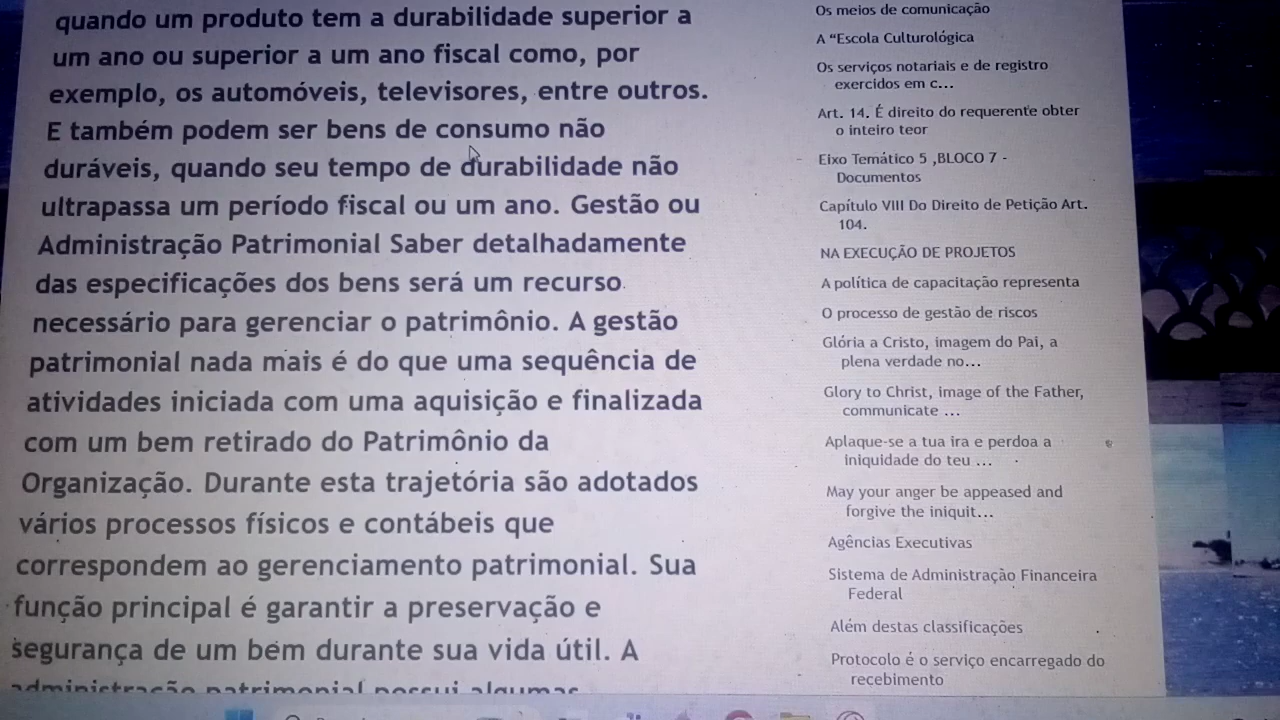 quando um produto tem a durabilidade superior a
um ano ou superior a um ano fiscal como, por
exemplo, os automóveis, televisores, entre outros.
E também podem ser bens de consumo não
duráveis, quando seu tempo de durabilidade não
ultrapassa um período fiscal ou um ano. Gestão ou
Administração Patrimonial Saber detalhadamente
das especificações dos bens será um recurso
necessário para gerenciar o patrimônio. A gestão
patrimonial nada mais é do que uma sequência de
atividades iniciada com uma aquisição e finalizada
com um bem retirado do Patrimônio da
Organização. Durante esta trajetória são adotados
vários processos físicos e contábeis que
correspondem ao gerenciamento patrimonial. Sua
função principal é garantir a preservação e
segurança de um bem durante sua vida útil. A
administração patrimonial possui algumas
Os meios de comunicação
A “Escola Culturológica
Os serviços notariais e de registro
exercidos em c...
Art. 14. É direito do requerente obter
o inteiro teor
Eixo Temático 5 ,BLOCO 7 -
Documentos
Capítulo VIII Do Direito de Petição Art.
104.
NA EXECUÇÃO DE PROJETOS
A política de capacitação representa
O processo de gestão de riscos
Glória a Cristo, imagem do Pai, a
plena verdade no...
Glory to Christ, image of the Father,
communicate ...
Aplaque-se a tua ira e perdoa a
iniquidade do teu ...
May your anger be appeased and
forgive the iniquit...
Agências Executivas
Sistema de Administração Financeira
Federal
Além destas classificações
Protocolo é o serviço encarregado do
recebimento